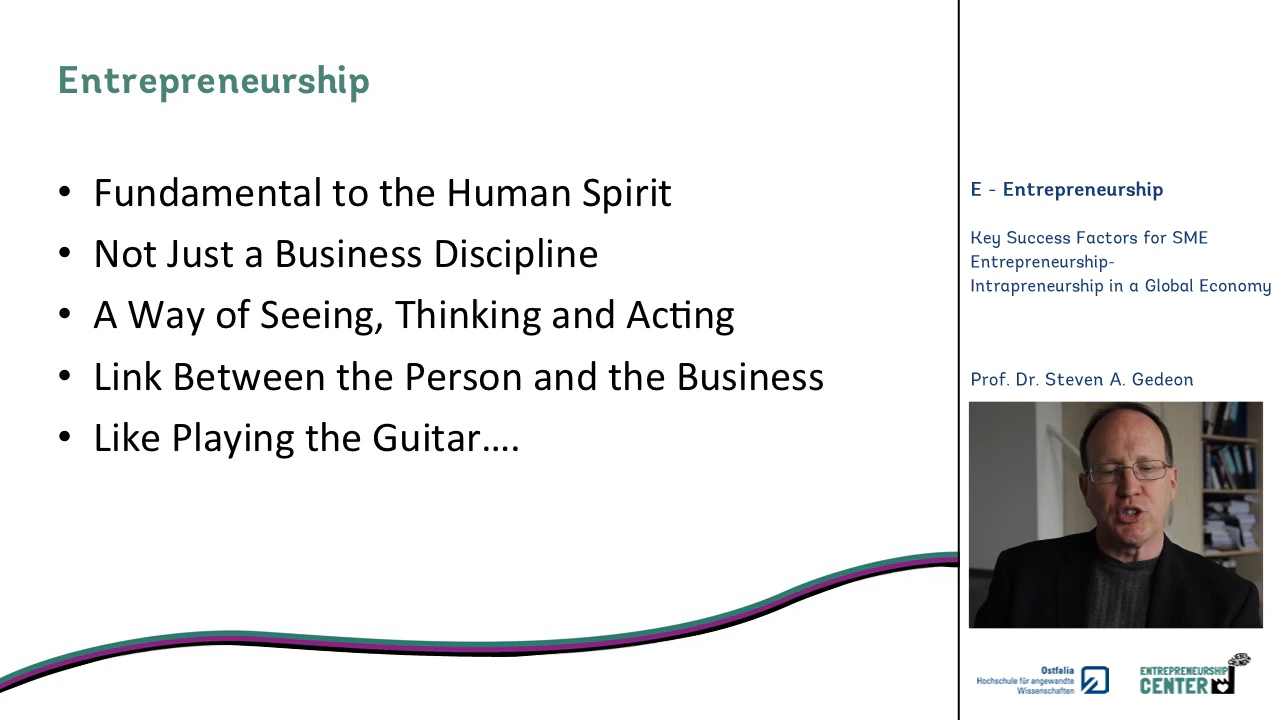 Entrepreneurship
• Fundamental to the Human Spirit
• Not Just a Business Discipline
• A Way of Seeing, Thinking and Acting
• Link Between the Person and the Business
• Like Playing the Guitar....
E - Entrepreneurship
Key Success Factors for SME
Entrepreneurship-
Intrapreneurship in a Global Economy
Prof. Dr. Steven A. Gedeon
Ostfalia
Hochschule für angewandte
Wissenschaften
ENTREPRENEURSHIP
CENTER